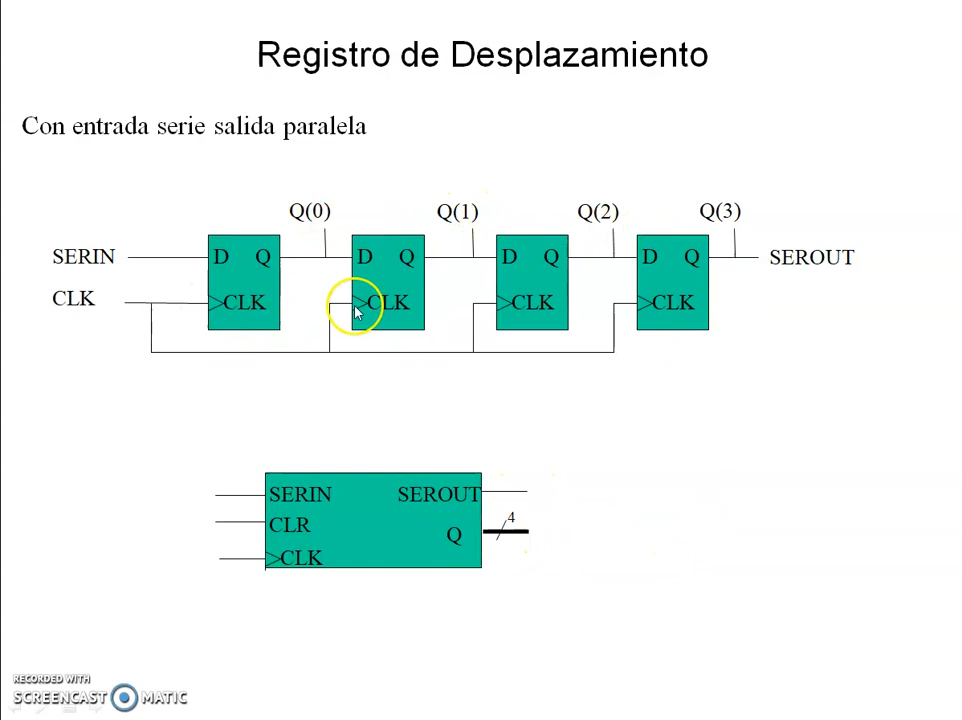 Registro de Desplazamiento
Con entrada serie salida paralela
Q(0) Q(1) Q(2) Q(3)
SERIN D Q D Q D Q D Q SEROUT
CLK CLK CLK CLK CLK
SERIN SEROUT
CLR 4
Q
CLK
RECORDED WITH
SCREENCAST MATIC